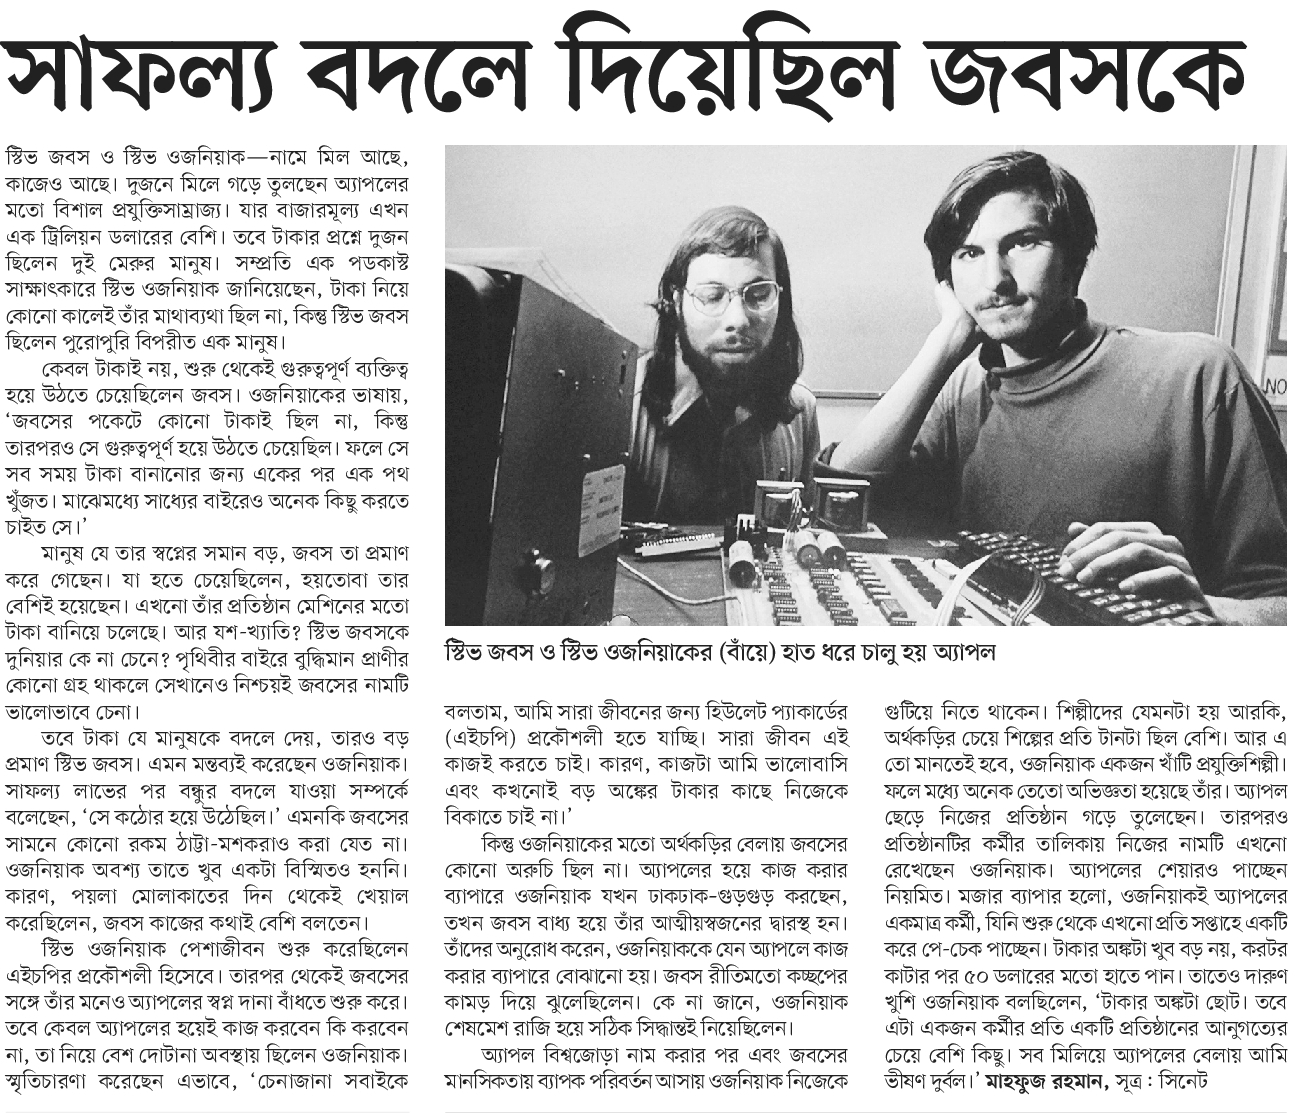 সাফল্য বদলে দিয়েছিল জবসকে
স্টিভ জবস ও স্টিভ ওজনিয়াক—নামে মিল আছে,
কাজেও আছে। দুজনে মিলে গড়ে তুলছেন অ্যাপলের
মতো বিশাল প্রযুক্তিসাম্রাজ্য। যার বাজারমূল্য এখন
এক ট্রিলিয়ন ডলারের বেশি। তবে টাকার প্রশ্নে দুজন
ছিলেন দুই মেরুর মানুষ। সম্প্রতি এক পডকাস্ট
সাক্ষাৎকারে স্টিভ ওজনিয়াক জানিয়েছেন, টাকা নিয়ে
কোনো কালেই তাঁর মাথাব্যথা ছিল না, কিন্তু স্টিভ জবস
ছিলেন পুরোপুরি বিপরীত এক মানুষ।
কেবল টাকাই নয়, শুরু থেকেই গুরুত্বপূর্ণ ব্যক্তিত্ব
হয়ে উঠতে চেয়েছিলেন জবস। ওজনিয়াকের ভাষায়,
‘জবসের পকেটে কোনো টাকাই ছিল না, কিন্তু
তারপরও সে গুরুত্বপূর্ণ হয়ে উঠতে চেয়েছিল। ফলে সে
সব সময় টাকা বানানোর জন্য একের পর এক পথ
খুঁজত। মাঝেমধ্যে সাধ্যের বাইরেও অনেক কিছু করতে
চাইত সে।’
মানুষ যে তার স্বপ্নের সমান বড়, জবস তা প্রমাণ
করে গেছেন। যা হতে চেয়েছিলেন, হয়তোবা তার
বেশিই হয়েছেন। এখনো তাঁর প্রতিষ্ঠান মেশিনের মতো
টাকা বানিয়ে চলেছে। আর যশ-খ্যাতি? স্টিভ জবসকে
দুনিয়ার কে না চেনে? পৃথিবীর বাইরে বুদ্ধিমান প্রাণীর
কোনো গ্রহ থাকলে সেখানেও নিশ্চয়ই জবসের নামটি
ভালোভাবে চেনা।
তবে টাকা যে মানুষকে বদলে দেয়, তারও বড়
প্রমাণ স্টিভ জবস। এমন মন্তব্যই করেছেন ওজনিয়াক।
সাফল্য লাভের পর বন্ধুর বদলে যাওয়া সম্পর্কে
বলেছেন, ‘সে কঠোর হয়ে উঠেছিল।’ এমনকি জবসের
সামনে কোনো রকম ঠাট্টা-মশকরাও করা যেত না।
ওজনিয়াক অবশ্য তাতে খুব একটা বিস্মিতও হননি।
কারণ, পয়লা মোলাকাতের দিন থেকেই খেয়াল
করেছিলেন, জবস কাজের কথাই বেশি বলতেন।
স্টিভ ওজনিয়াক পেশাজীবন শুরু করেছিলেন
এইচপির প্রকৌশলী হিসেবে। তারপর থেকেই জবসের
সঙ্গে তাঁর মনেও অ্যাপলের স্বপ্ন দানা বাঁধতে শুরু করে।
তবে কেবল অ্যাপলের হয়েই কাজ করবেন কি করবেন
না, তা নিয়ে বেশ দোটানা অবস্থায় ছিলেন ওজনিয়াক।
স্মৃতিচারণা করেছেন এভাবে, ‘চেনাজানা সবাইকে
NO
স্টিভ জবস ও স্টিভ ওজনিয়াকের (বাঁয়ে) হাত ধরে চালু হয় অ্যাপল
বলতাম, আমি সারা জীবনের জন্য হিউলেট প্যাকার্ডের
(এইচপি) প্রকৌশলী হতে যাচ্ছি। সারা জীবন এই
কাজই করতে চাই। কারণ, কাজটা আমি ভালোবাসি
এবং কখনোই বড় অঙ্কের টাকার কাছে নিজেকে
বিকাতে চাই না।’
কিন্তু ওজনিয়াকের মতো অর্থকড়ির বেলায় জবসের
কোনো অরুচি ছিল না। অ্যাপলের হয়ে কাজ করার
ব্যাপারে ওজনিয়াক যখন ঢাকঢাক-গুড়গুড় করছেন,
তখন জবস বাধ্য হয়ে তাঁর আত্মীয়স্বজনের দ্বারস্থ হন।
তাঁদের অনুরোধ করেন, ওজনিয়াককে যেন অ্যাপলে কাজ
করার ব্যাপারে বোঝানো হয়। জবস রীতিমতো কচ্ছপের
কামড় দিয়ে ঝুলেছিলেন। কে না জানে, ওজনিয়াক
শেষমেশ রাজি হয়ে সঠিক সিদ্ধান্তই নিয়েছিলেন।
অ্যাপল বিশ্বজোড়া নাম করার পর এবং জবসের
মানসিকতায় ব্যাপক পরিবর্তন আসায় ওজনিয়াক নিজেকে
গুটিয়ে নিতে থাকেন। শিল্পীদের যেমনটা হয় আরকি,
অর্থকড়ির চেয়ে শিল্পের প্রতি টানটা ছিল বেশি। আর এ
তো মানতেই হবে, ওজনিয়াক একজন খাঁটি প্রযুক্তিশিল্পী।
ফলে মধ্যে অনেক তেতো অভিজ্ঞতা হয়েছে তাঁর। অ্যাপল
ছেড়ে নিজের প্রতিষ্ঠান গড়ে তুলেছেন। তারপরও
প্রতিষ্ঠানটির কর্মীর তালিকায় নিজের নামটি এখনো
রেখেছেন ওজনিয়াক। অ্যাপলের শেয়ারও পাচ্ছেন
নিয়মিত। মজার ব্যাপার হলো, ওজনিয়াকই অ্যাপলের
একমাত্র কর্মী, যিনি শুরু থেকে এখনো প্রতি সপ্তাহে একটি
করে পে-চেক পাচ্ছেন। টাকার অঙ্কটা খুব বড় নয়, করটর
কাটার পর ৫০ ডলারের মতো হাতে পান। তাতেও দারুণ
খুশি ওজনিয়াক বলছিলেন, ‘টাকার অঙ্কটা ছোট। তবে
এটা একজন কর্মীর প্রতি একটি প্রতিষ্ঠানের আনুগত্যের
চেয়ে বেশি কিছু। সব মিলিয়ে অ্যাপলের বেলায় আমি
ভীষণ দুর্বল।’ মাহফুজ রহমান, সূত্র : সিনেট